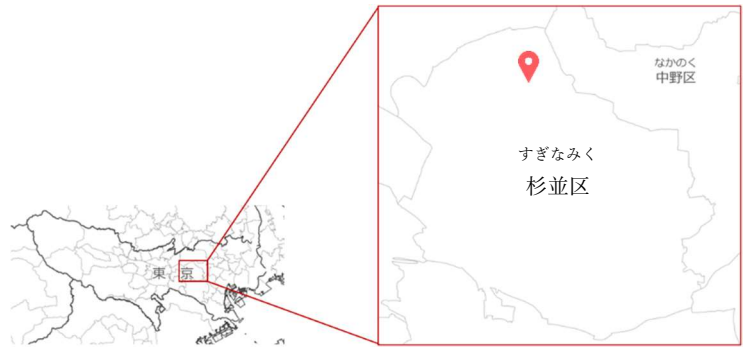 なかのく
中野区
すぎなみく
杉並区
東 京